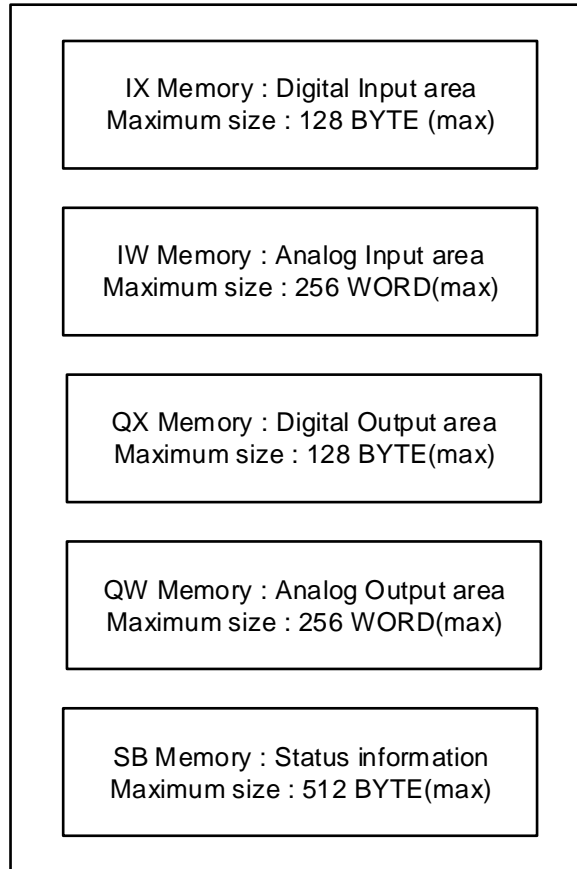 IX Memory : Digital Input area
Maximum size : 128 BYTE (max)
IW Memory : Analog Input area
Maximum size : 256 WORD(max)
QX Memory : Digital Output area
Maximum size : 128 BYTE(max)
QW Memory : Analog Output area
Maximum size : 256 WORD(max)
SB Memory : Status information
Maximum size : 512 BYTE(max)